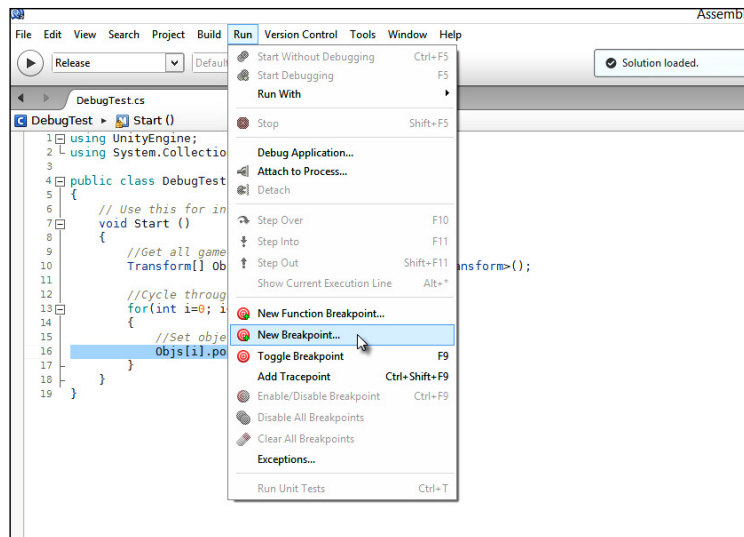 Assembl
File Edit View Search Project Build Run Version Control Tools Window Help
Release
Default
Solution loaded.
DebugTest.cs
DebugTest ▸ Start ()
1 using UnityEngine;
2 using System.Collection
3
4 public class DebugTest
5 {
6 // Use this for in
7 void Start ()
8 {
9 //Get all game
10 Transform[] Ob nsform>();
11
12 //Cycle throug
13 for(int i=0; i
14 {
15 //Set obje
16 Objs[i].po
17 }
18 }
19 }
Start Without Debugging Ctrl+F5
Start Debugging F5
Run With
Stop Shift+F5
Debug Application...
Attach to Process...
Detach
Step Over F10
Step Into F11
Step Out Shift+F11
Show Current Execution Line Alt+*
New Function Breakpoint...
New Breakpoint...
Toggle Breakpoint F9
Add Tracepoint Ctrl+Shift+F9
Enable/Disable Breakpoint Ctrl+F9
Disable All Breakpoints
Clear All Breakpoints
Exceptions...
Run Unit Tests Ctrl+T